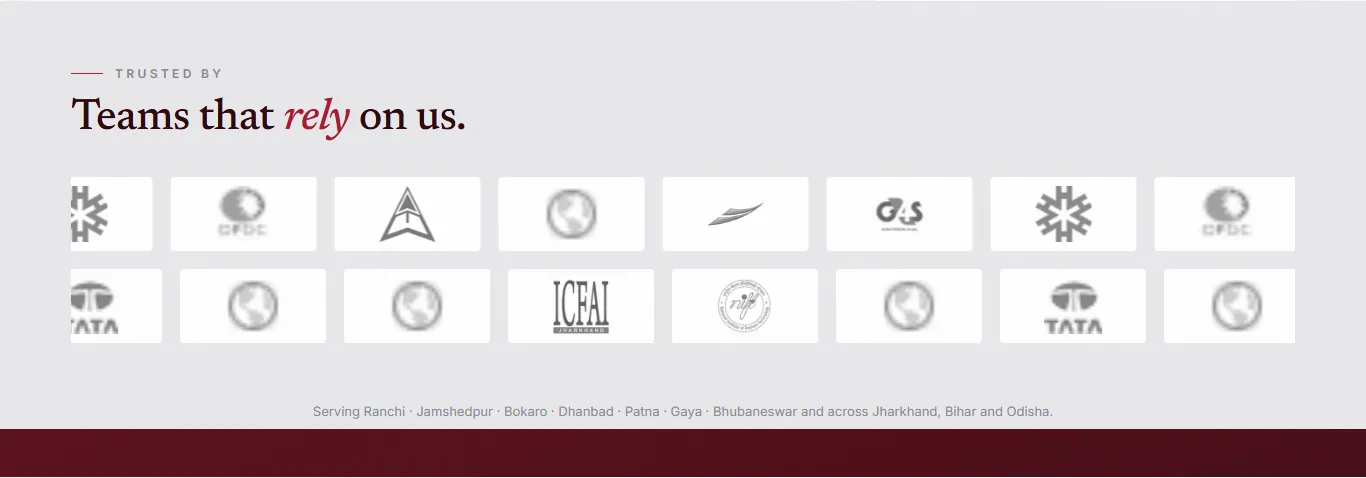 TRUSTED BY
Teams that rely on us.
CFDC
G4S
CFDC
TATA
ICFAI
JHARKHAND
nift
TATA
Serving Ranchi · Jamshedpur · Bokaro · Dhanbad · Patna · Gaya · Bhubaneswar and across Jharkhand, Bihar and Odisha.